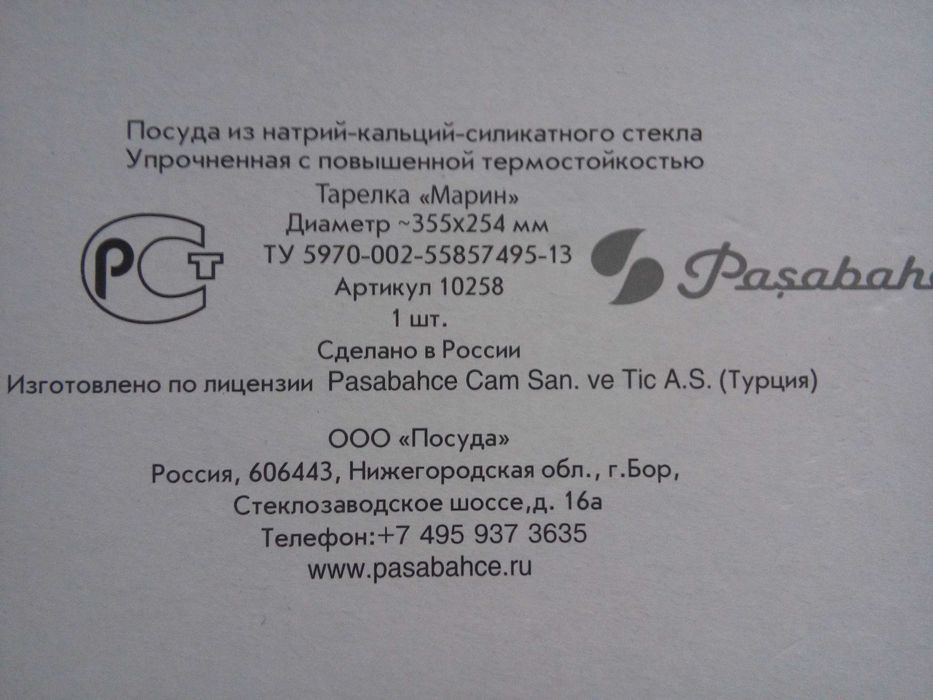 Посуда из натрий-кальций-силикатного стекла
Упрочненная с повышенной термостойкостью
Тарелка «Марин»
Диаметр ~355х254 мм
ТУ 5970-002-55857495-13
Артикул 10258
1 шт.
Сделано в России
Изготовлено по лицензии Pasabahce Cam San. ve Tic A.S. (Турция)
ООО «Посуда»
Россия, 606443, Нижегородская обл., г.Бор,
Стеклозаводское шоссе,д. 16а
Телефон:+7 495 937 3635
www.pasabahce.ru
РСТ
Paşabahc